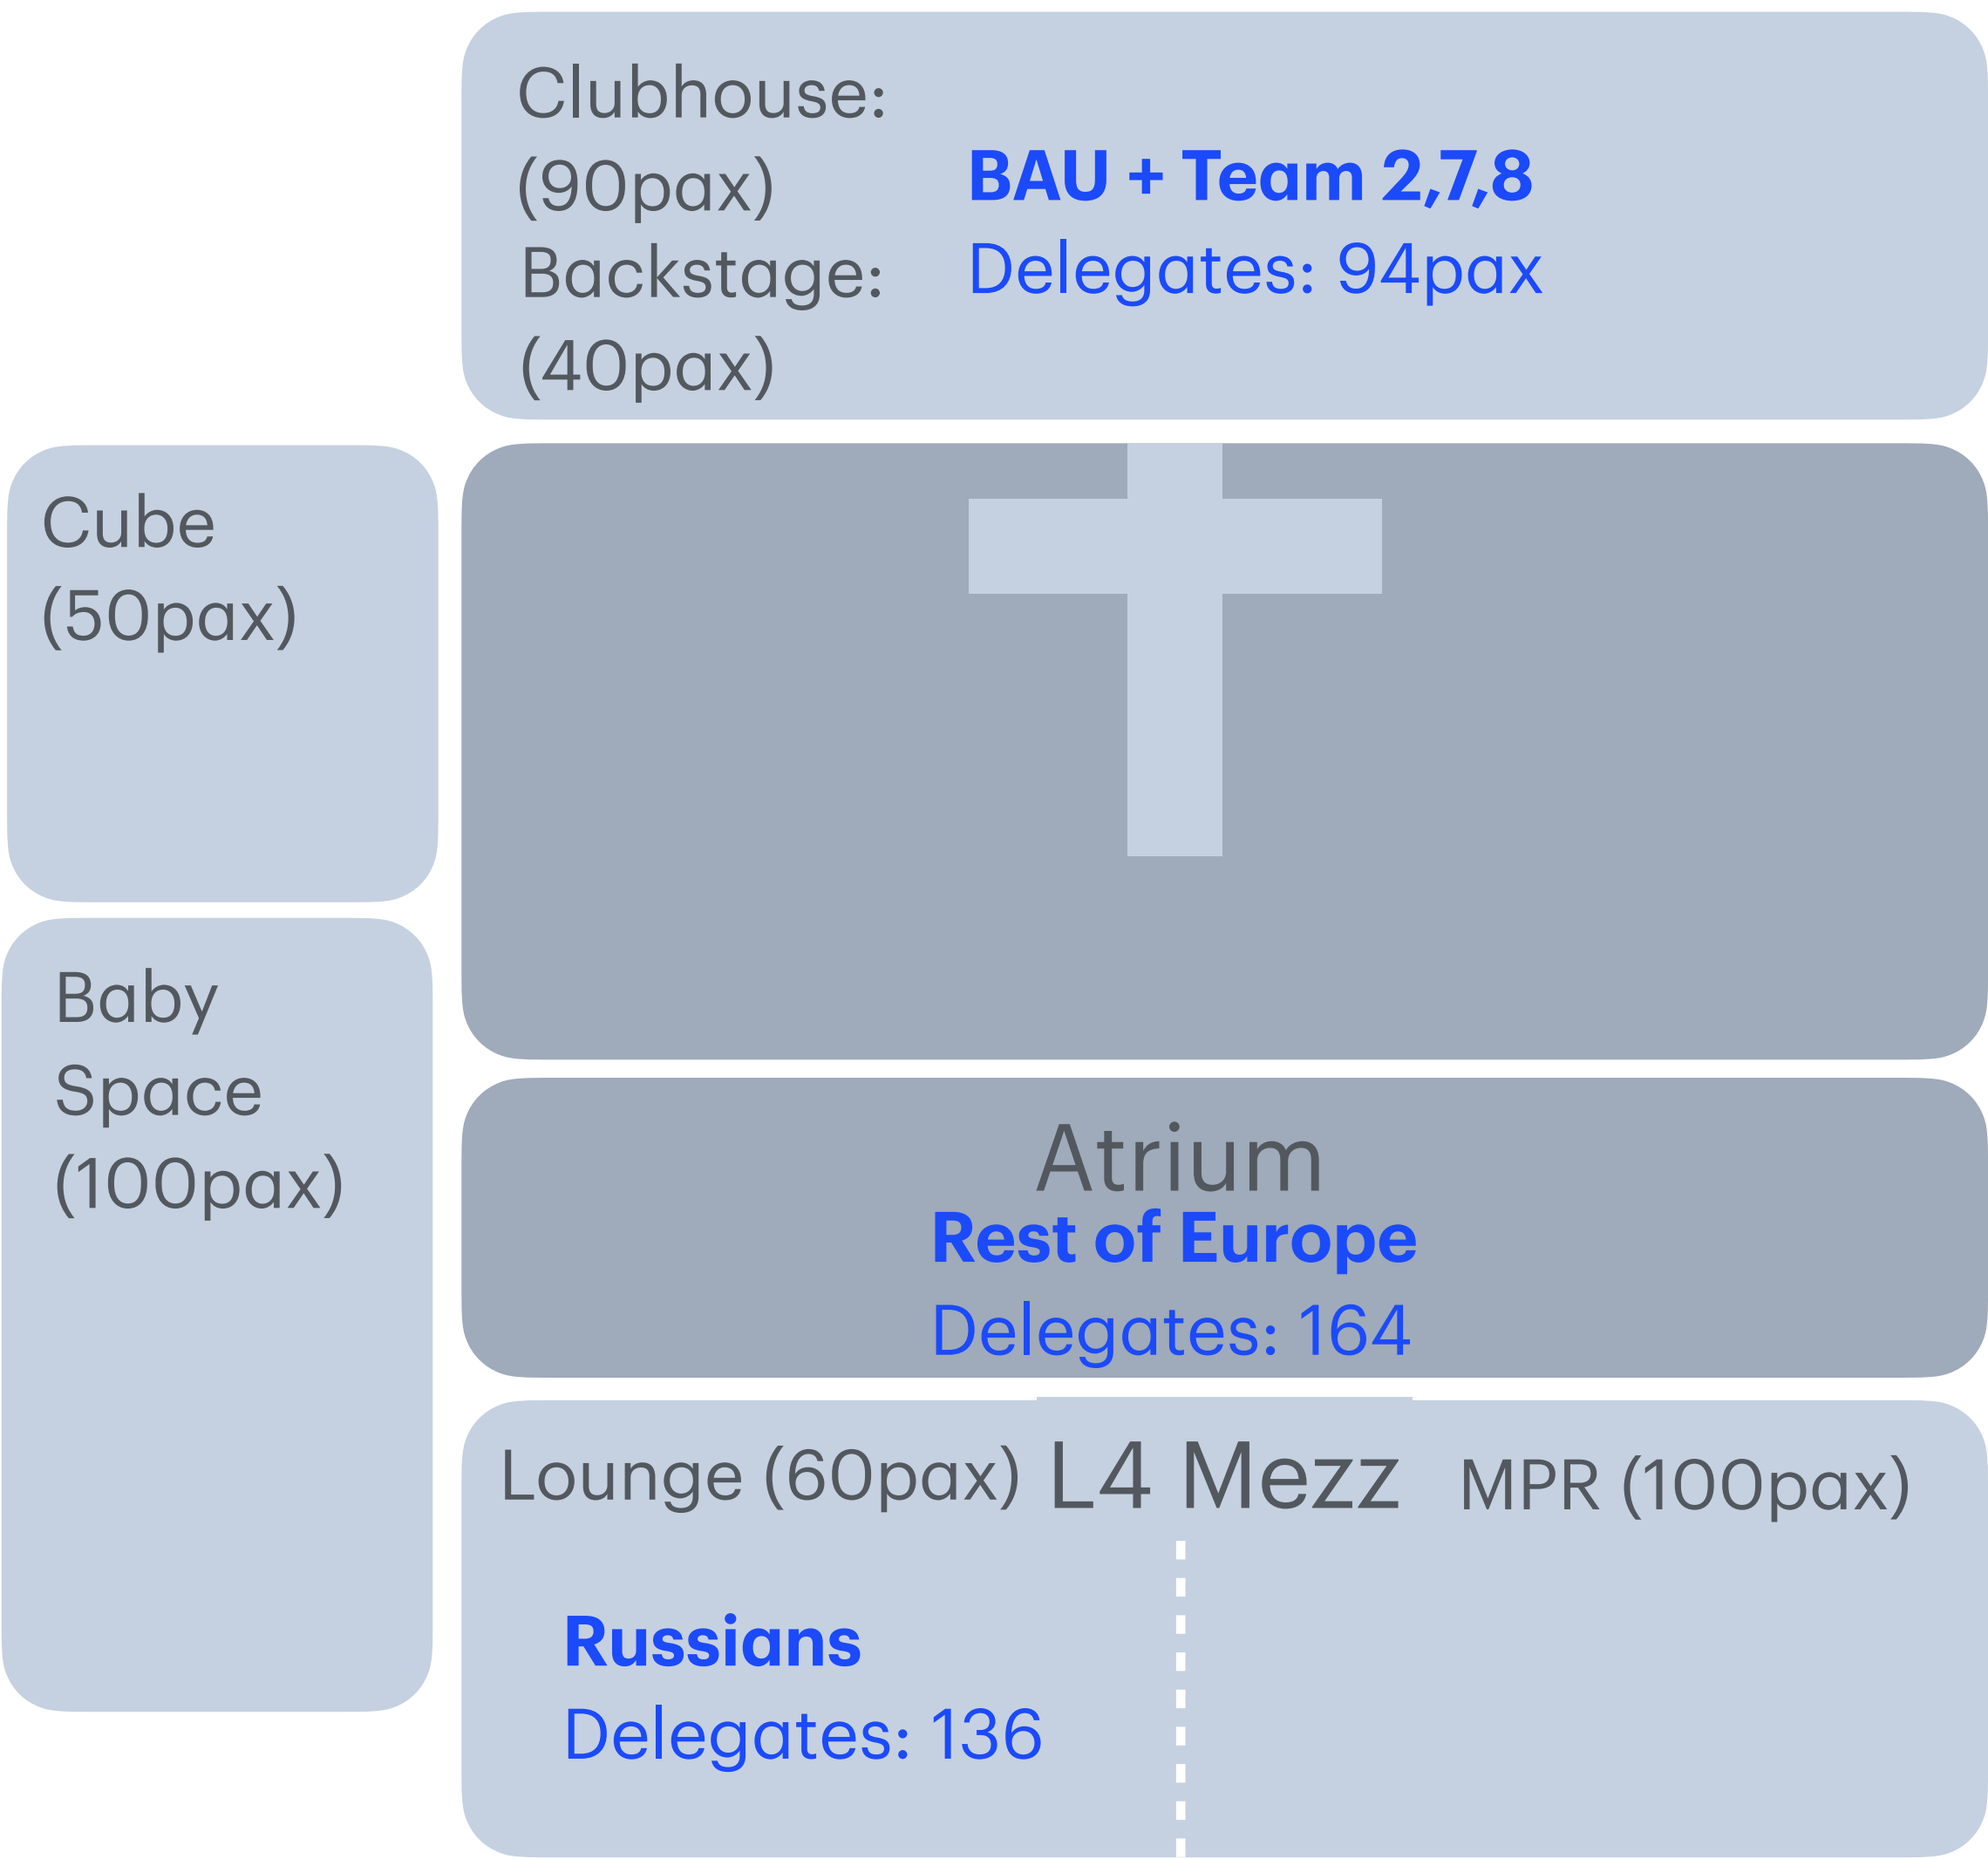 Clubhouse:
(90pax)
Backstage:
(40pax)
BAU + Team 2,7,8
Delegates: 94pax
Cube
(50pax)
Baby
Space
(100pax)
Atrium
Rest of Europe
Delegates: 164
Lounge (60pax)
L4 Mezz
MPR (100pax)
Russians
Delegates: 136